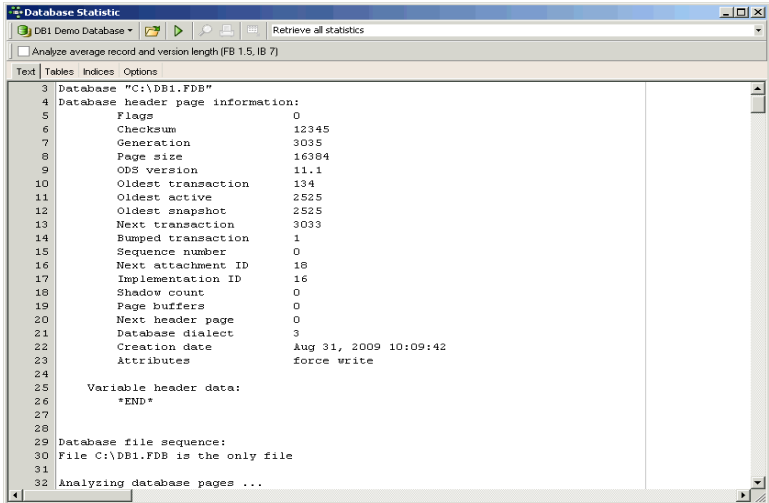 Database Statistic
DB1 Demo Database Retrieve all statistics
Analyze average record and version length (FB 1.5, IB 7)
Text Tables Indices Options
3 Database "C:\DB1.FDB"
4 Database header page information:
5 Flags 0
6 Checksum 12345
7 Generation 3035
8 Page size 16384
9 ODS version 11.1
10 Oldest transaction 134
11 Oldest active 2525
12 Oldest snapshot 2525
13 Next transaction 3033
14 Bumped transaction 1
15 Sequence number 0
16 Next attachment ID 18
17 Implementation ID 16
18 Shadow count 0
19 Page buffers 0
20 Next header page 0
21 Database dialect 3
22 Creation date Aug 31, 2009 10:09:42
23 Attributes force write
24
25 Variable header data:
26 *END*
27
28
29 Database file sequence:
30 File C:\DB1.FDB is the only file
31
32 Analyzing database pages ...